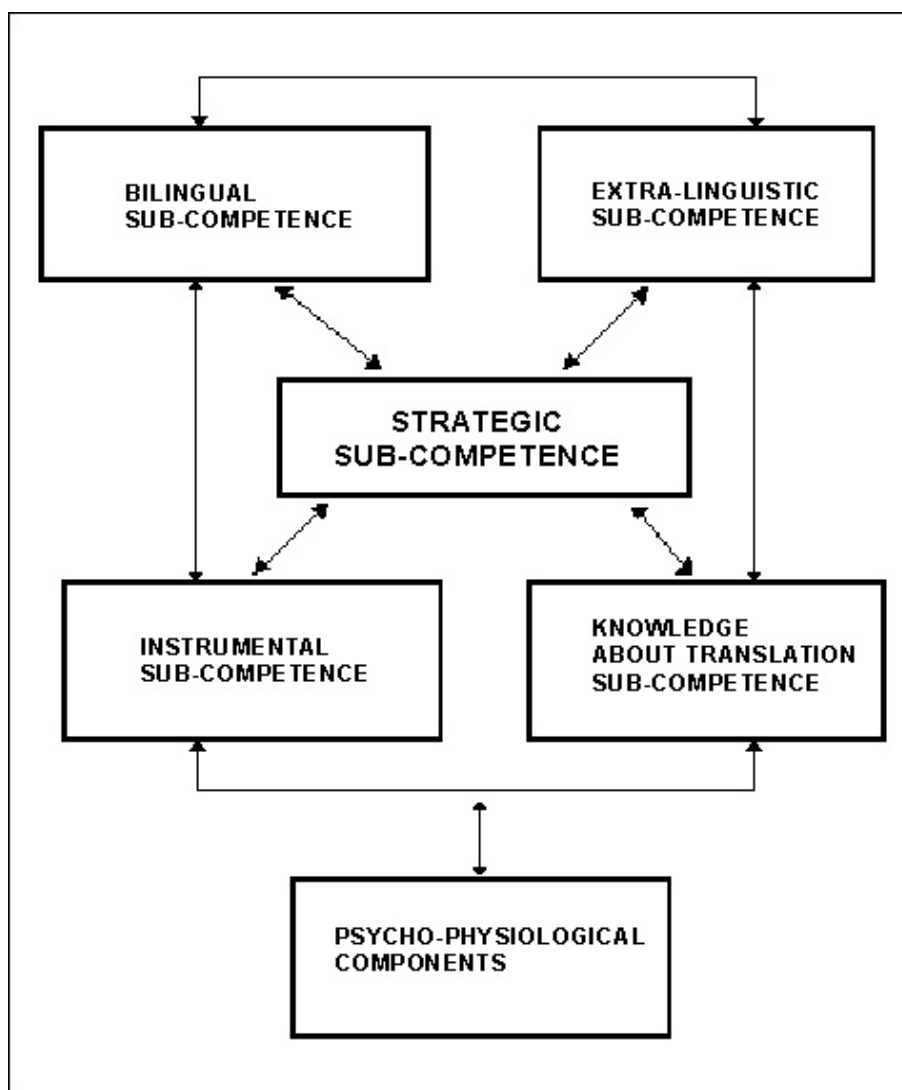 BILINGUAL
SUB-COMPETENCE
EXTRA-LINGUISTIC
SUB-COMPETENCE
STRATEGIC
SUB-COMPETENCE
INSTRUMENTAL
SUB-COMPETENCE
KNOWLEDGE
ABOUT TRANSLATION
SUB-COMPETENCE
PSYCHO-PHYSIOLOGICAL
COMPONENTS